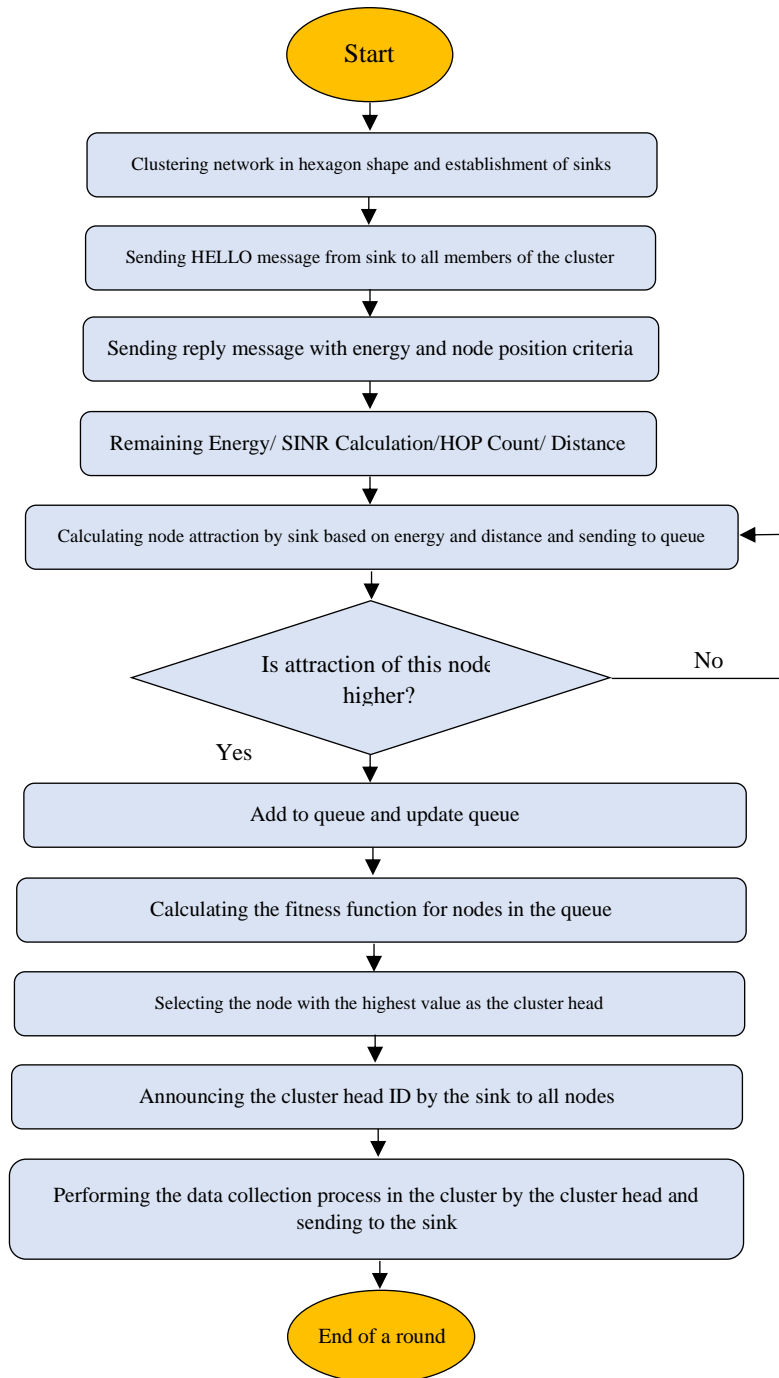 Start
Clustering network in hexagon shape and establishment of sinks
Sending HELLO message from sink to all members of the cluster
Sending reply message with energy and node position criteria
Remaining Energy/ SINR Calculation/HOP Count/ Distance
Calculating node attraction by sink based on energy and distance and sending to queue
Is attraction of this node
higher?
No
Yes
Add to queue and update queue
Calculating the fitness function for nodes in the queue
Selecting the node with the highest value as the cluster head
Announcing the cluster head ID by the sink to all nodes
Performing the data collection process in the cluster by the cluster head and
sending to the sink
End of a round